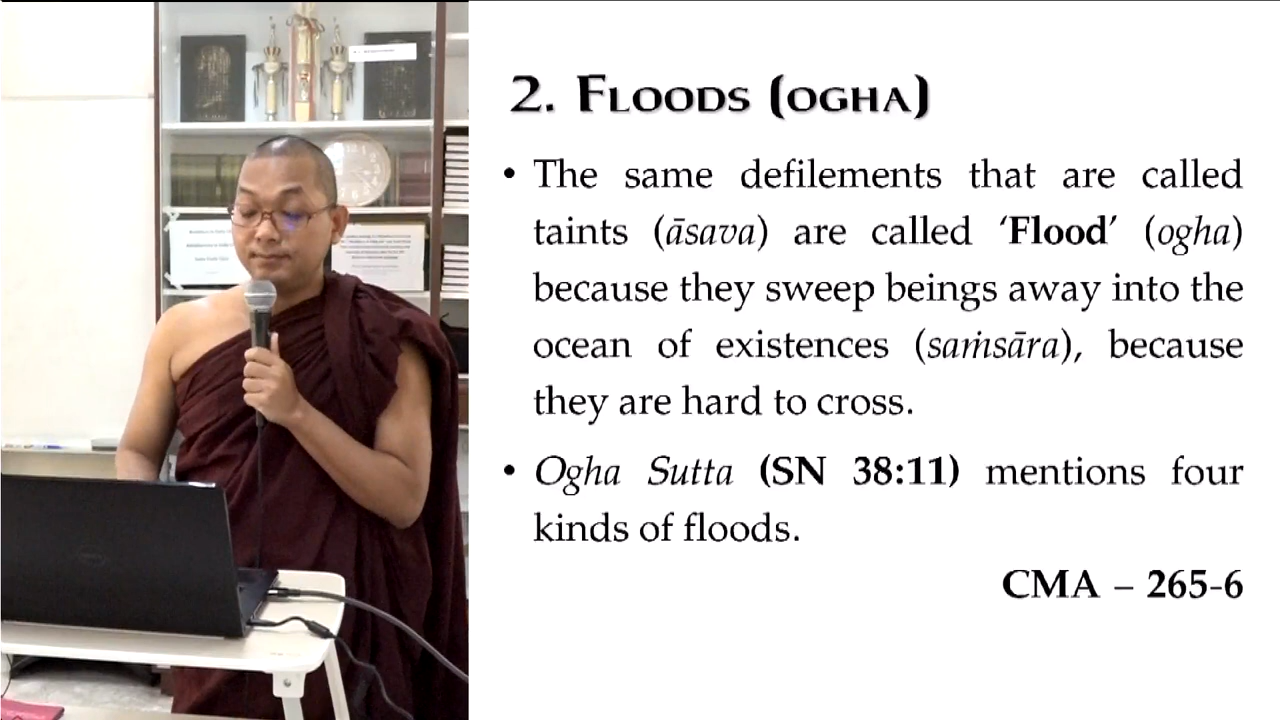 2. FLOODS (OGHA)
• The same defilements that are called
taints (āsava) are called ‘Flood’ (ogha)
because they sweep beings away into the
ocean of existences (saṁsāra), because
they are hard to cross.
• Ogha Sutta (SN 38:11) mentions four
kinds of floods.
CMA – 265-6